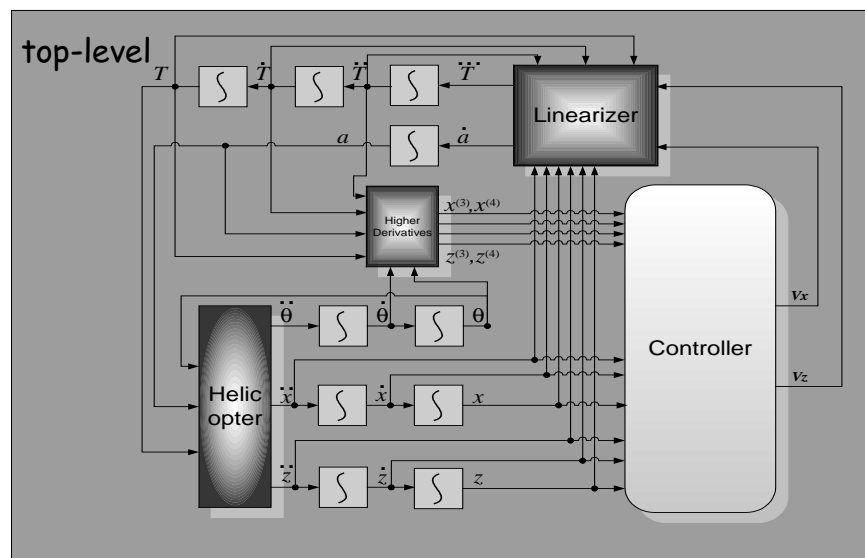 top-level
T Ṫ T̈ T⃛
Linearizer
a ȧ
Higher
Derivatives
x⁽³⁾,x⁽⁴⁾
z⁽³⁾,z⁽⁴⁾
θ̈ θ̇ θ
Helic
opter
ẍ ẋ x
z̈ ż z
Controller
Vx
Vz